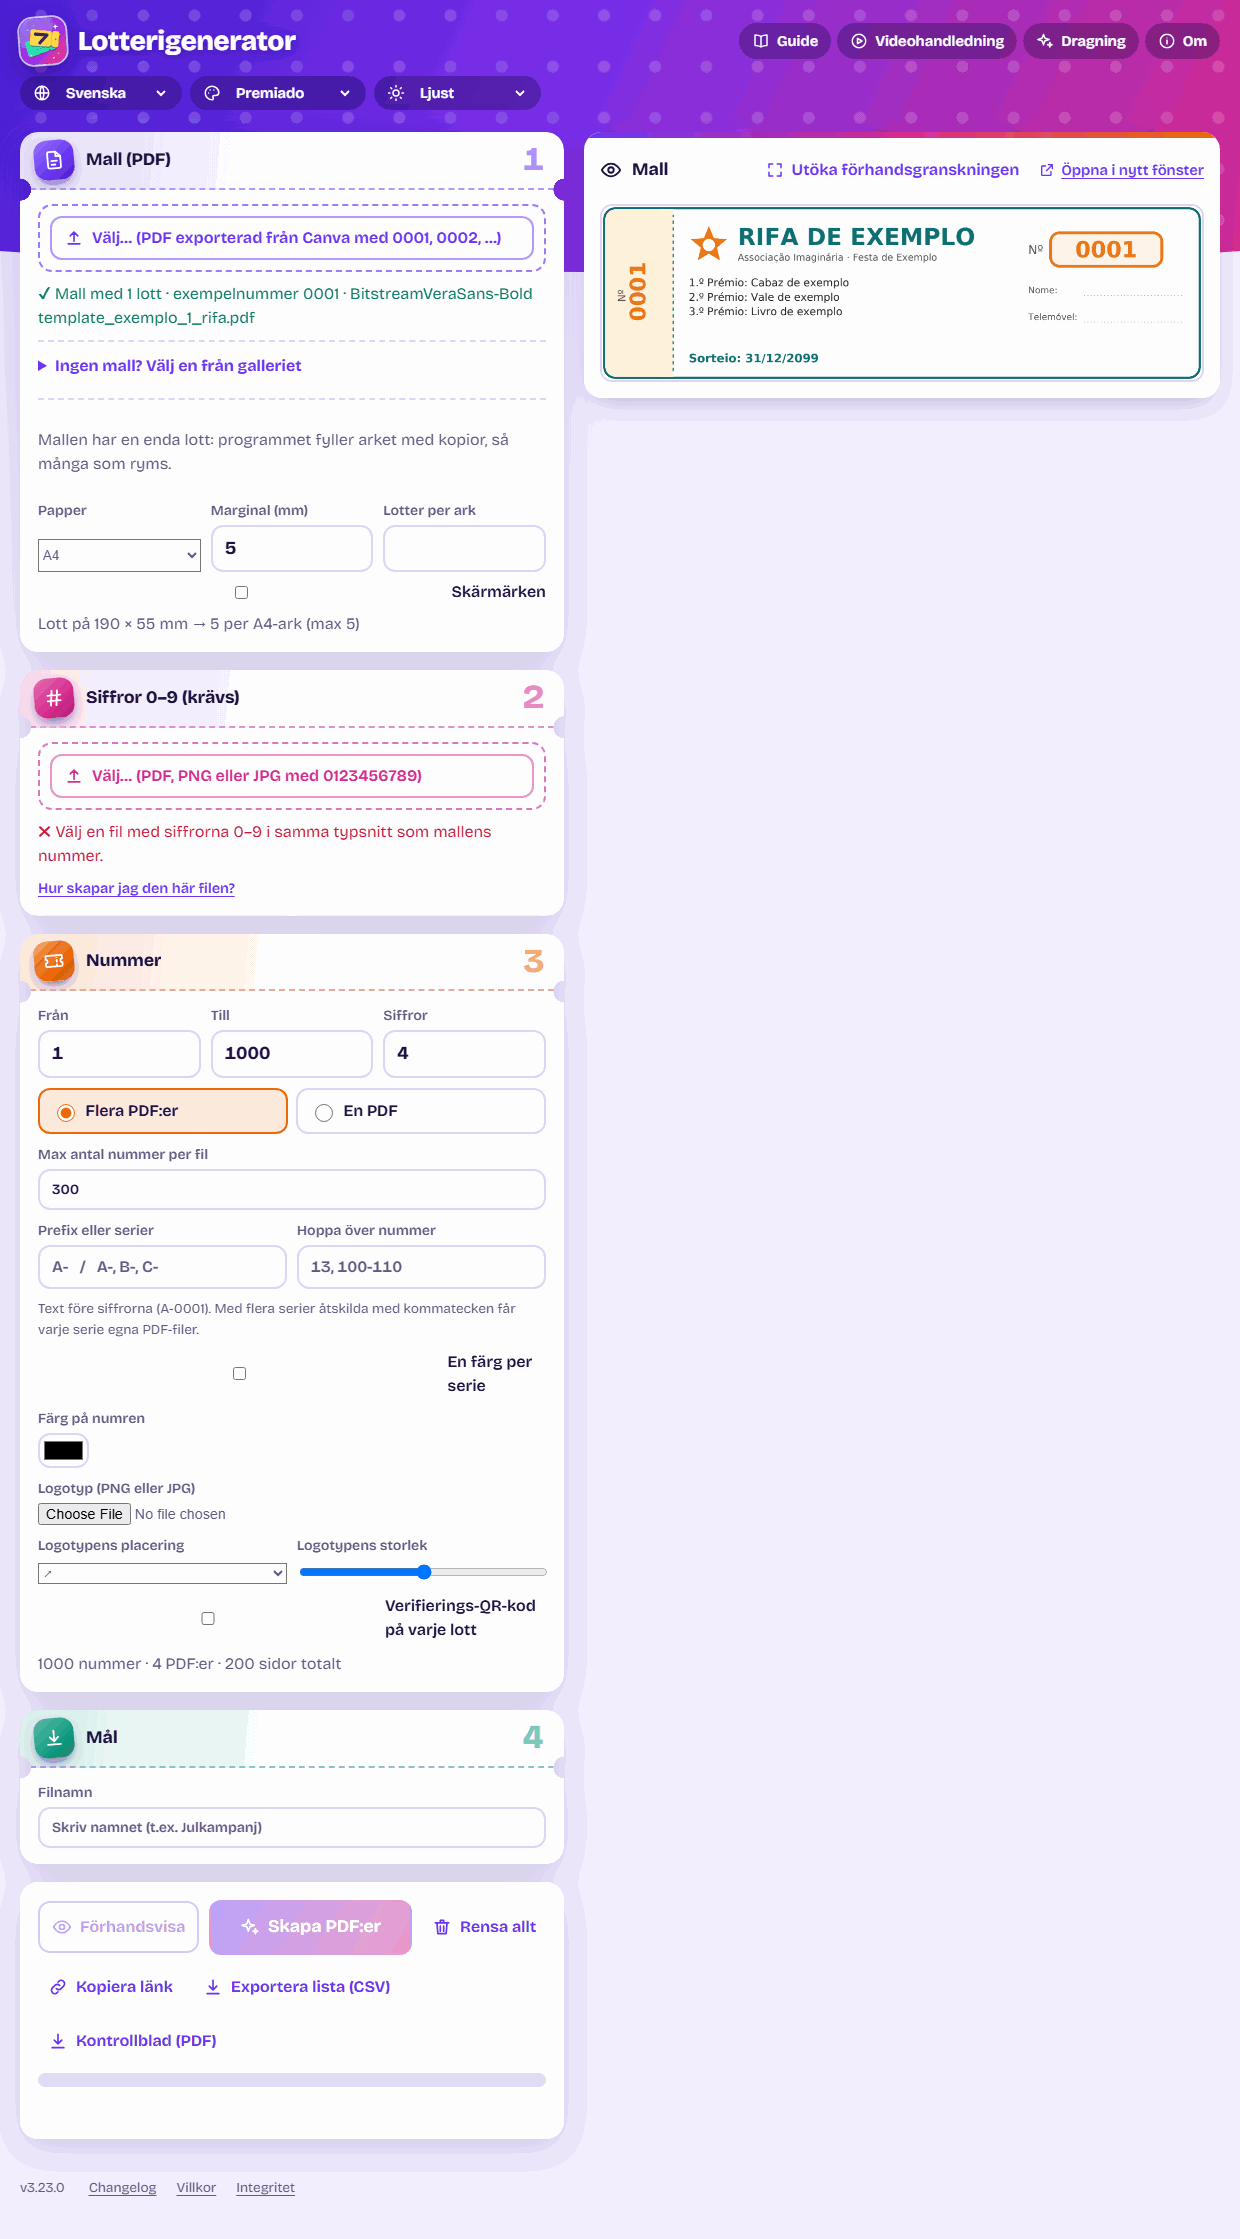 7
Lotterigenerator
Guide
Videohandledning
Dragning
Om
Svenska
Premiado
Ljust
Mall (PDF)
1
Välj... (PDF exporterad från Canva med 0001, 0002, ...)
✓ Mall med 1 lott · exempelnummer 0001 · BitstreamVeraSans-Bold
template_exemplo_1_rifa.pdf
Ingen mall? Välj en från galleriet
Mallen har en enda lott: programmet fyller arket med kopior, så
många som ryms.
Papper
Marginal (mm)
Lotter per ark
A4
5
Skärmärken
Lott på 190 × 55 mm → 5 per A4-ark (max 5)
Siffror 0–9 (krävs)
2
Välj... (PDF, PNG eller JPG med 0123456789)
✕ Välj en fil med siffrorna 0–9 i samma typsnitt som mallens
nummer.
Hur skapar jag den här filen?
Nummer
3
Från
Till
Siffror
1
1000
4
Flera PDF:er
En PDF
Max antal nummer per fil
300
Prefix eller serier
Hoppa över nummer
A- / A-, B-, C-
13, 100-110
Text före siffrorna (A-0001). Med flera serier åtskilda med kommatecken får
varje serie egna PDF-filer.
En färg per
serie
Färg på numren
Logotyp (PNG eller JPG)
Choose File No file chosen
Logotypens placering
Logotypens storlek
↗
Verifierings-QR-kod
på varje lott
1000 nummer · 4 PDF:er · 200 sidor totalt
Mål
4
Filnamn
Skriv namnet (t.ex. Julkampanj)
Förhandsvisa
Skapa PDF:er
Rensa allt
Kopiera länk
Exportera lista (CSV)
Kontrollblad (PDF)
v3.23.0
Changelog
Villkor
Integritet
Mall
Utöka förhandsgranskningen
Öppna i nytt fönster
Nº
0001
RIFA DE EXEMPLO
Associação Imaginária · Festa de Exemplo
1.º Prémio: Cabaz de exemplo
2.º Prémio: Vale de exemplo
3.º Prémio: Livro de exemplo
Sorteio: 31/12/2099
Nº
0001
Nome:
Telemóvel: